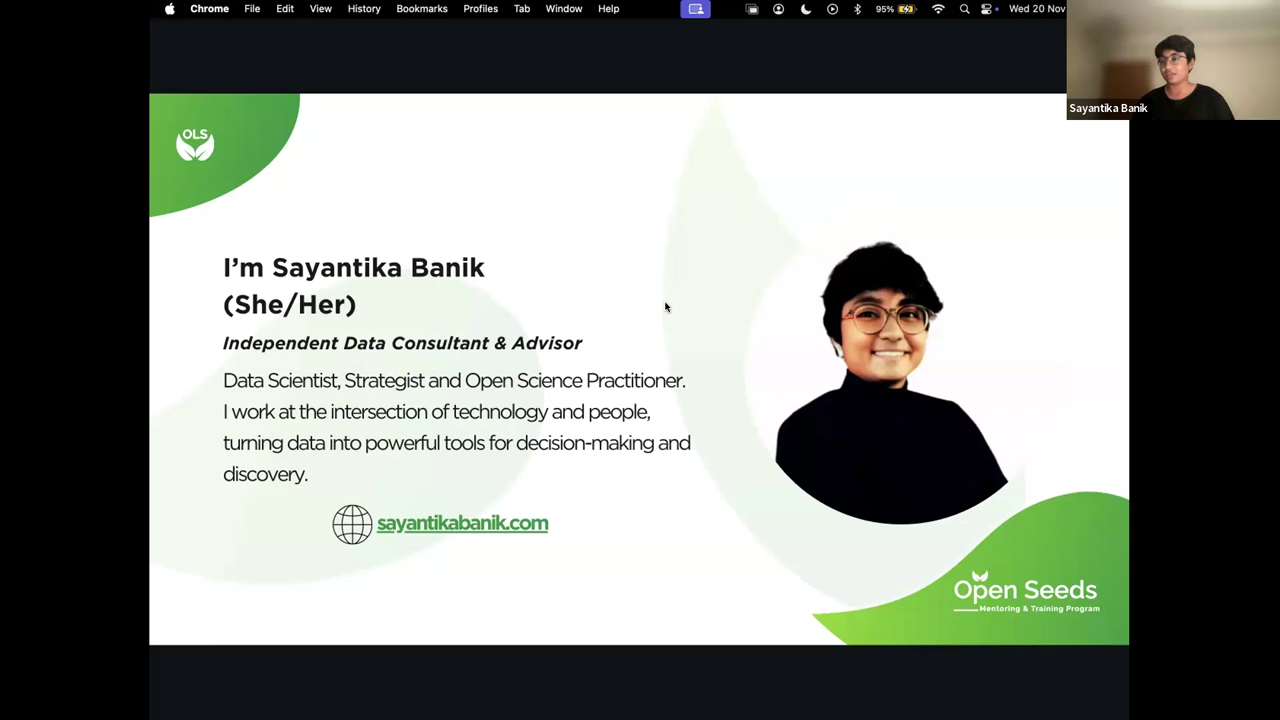 Chrome File Edit View History Bookmarks Profiles Tab Window Help 95% Wed 20 Nov
Sayantika Banik
OLS
I’m Sayantika Banik
(She/Her)
Independent Data Consultant & Advisor
Data Scientist, Strategist and Open Science Practitioner.
I work at the intersection of technology and people,
turning data into powerful tools for decision-making and
discovery.
sayantikabanik.com
Open Seeds
Mentoring & Training Program